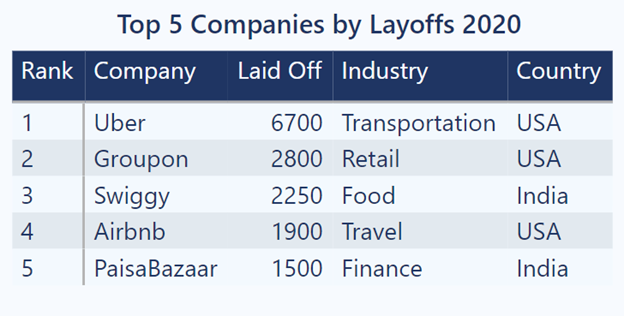 Top 5 Companies by Layoffs 2020
Rank Company Laid Off Industry Country
1 Uber 6700 Transportation USA
2 Groupon 2800 Retail USA
3 Swiggy 2250 Food India
4 Airbnb 1900 Travel USA
5 PaisaBazaar 1500 Finance India